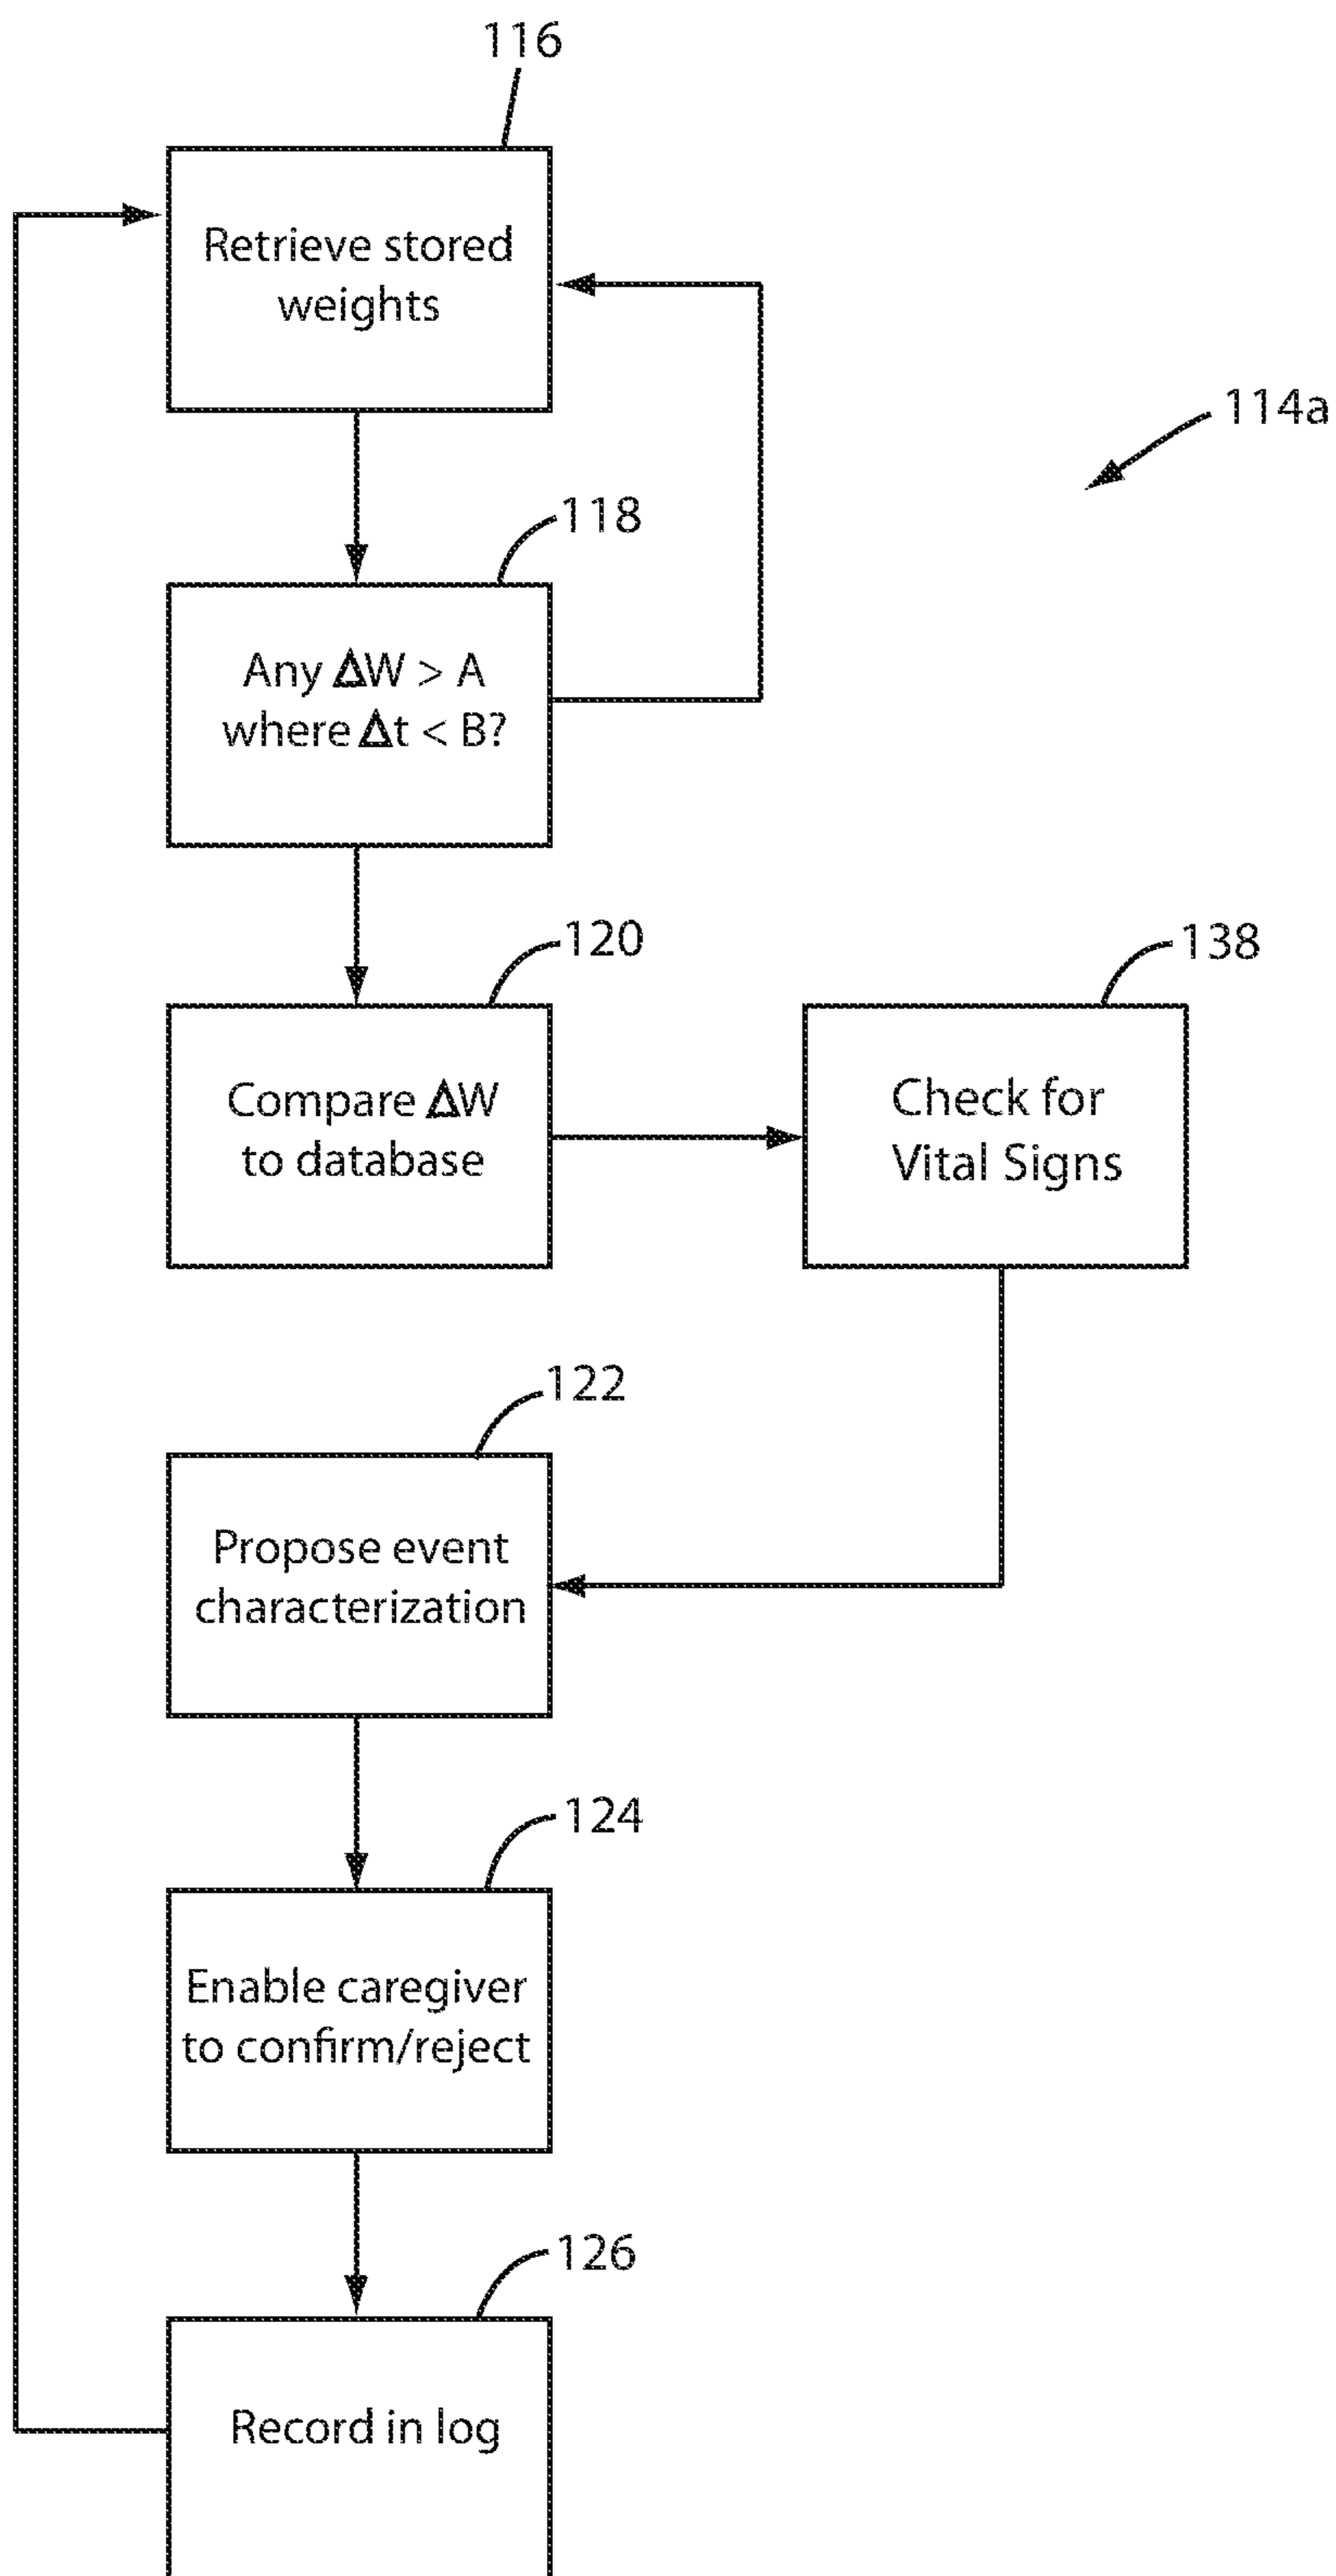 116
Retrieve stored
weights
114a
118
Any ΔW > A
where Δt < B?
120
138
Compare ΔW
to database
Check for
Vital Signs
122
Propose event
characterization
124
Enable caregiver
to confirm/reject
126
Record in log